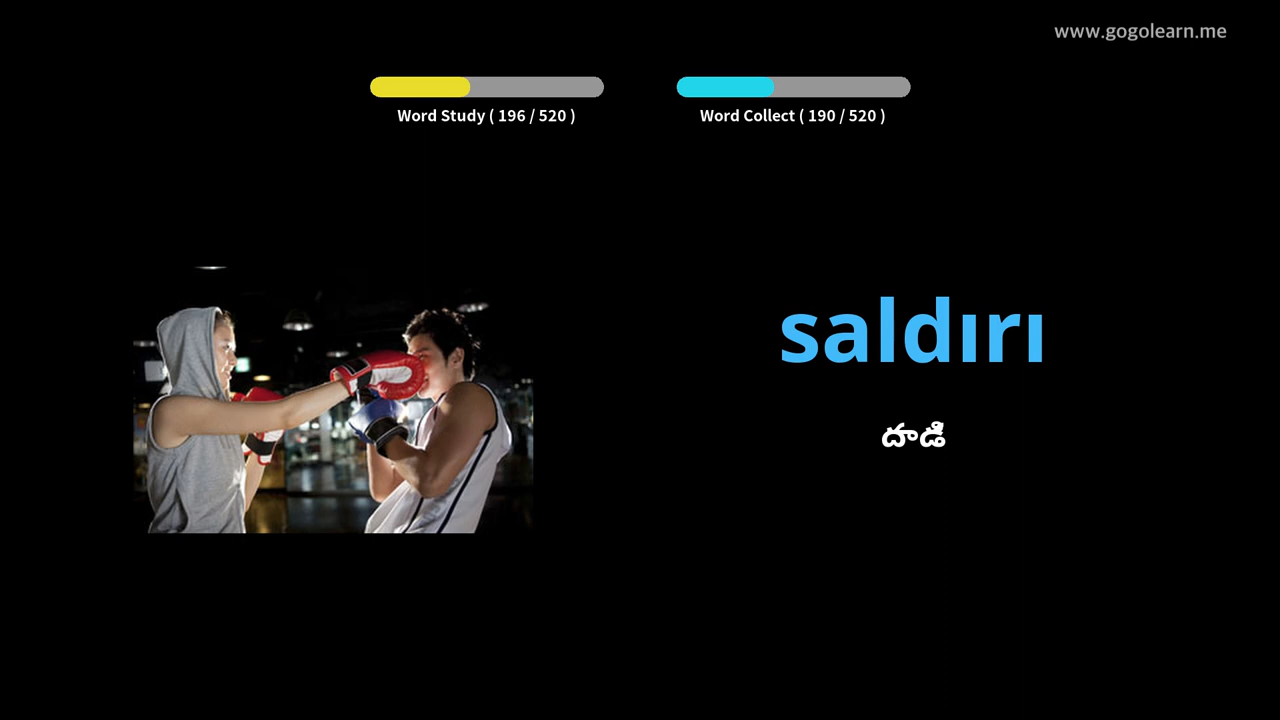 www.gogolearn.me
Word Study ( 196 / 520 )
Word Collect ( 190 / 520 )
saldırı
దాడి